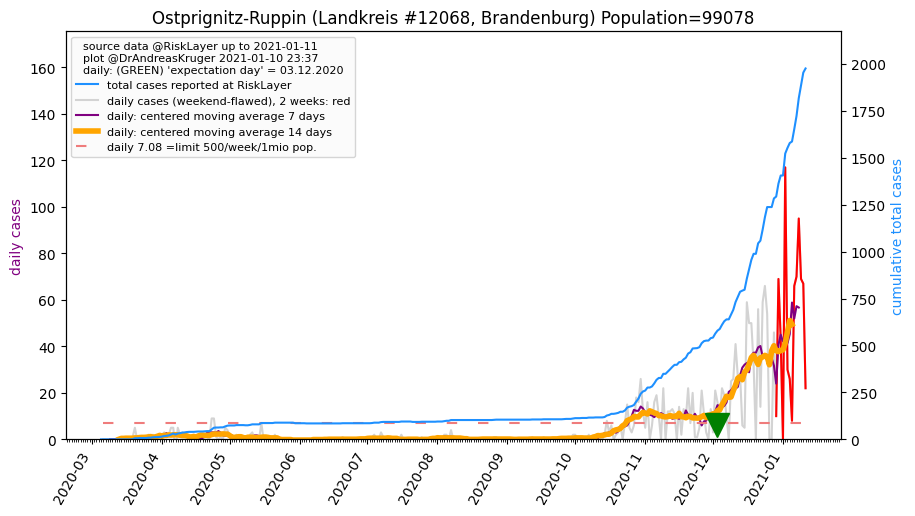 Ostprignitz-Ruppin (Landkreis #12068, Brandenburg) Population=99078
source data @RiskLayer up to 2021-01-11
plot @DrAndreasKruger 2021-01-10 23:37
daily: (GREEN) 'expectation day' = 03.12.2020
total cases reported at RiskLayer
daily cases (weekend-flawed), 2 weeks: red
daily: centered moving average 7 days
daily: centered moving average 14 days
daily 7.08 =limit 500/week/1mio pop.
daily cases
160
140
120
100
80
60
40
20
0
2000
1750
1500
1250
1000
750
500
250
0
cumulative total cases
2020-03
2020-04
2020-05
2020-06
2020-07
2020-08
2020-09
2020-10
2020-11
2020-12
2021-01